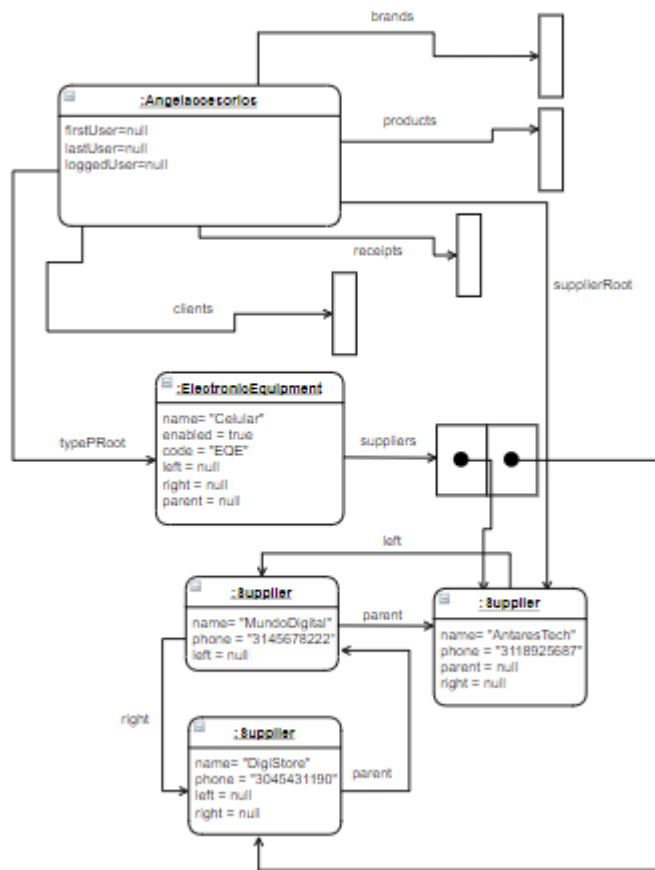 brands
:Angelaccesorios
firstUser=null
lastUser=null
loggedUser=null
products
receipts
supplierRoot
clients
:ElectronicEquipment
name= "Celular"
enabled = true
code = "EQE"
left = null
right = null
parent = null
typePRoot
suppliers
left
:Supplier
name= "MundoDigital"
phone = "3145678222"
left = null
parent
:Supplier
name= "AntaresTech"
phone = "3118925687"
parent = null
right = null
right
:Supplier
name= "DigiStore"
phone = "3045431190"
left = null
right = null
parent